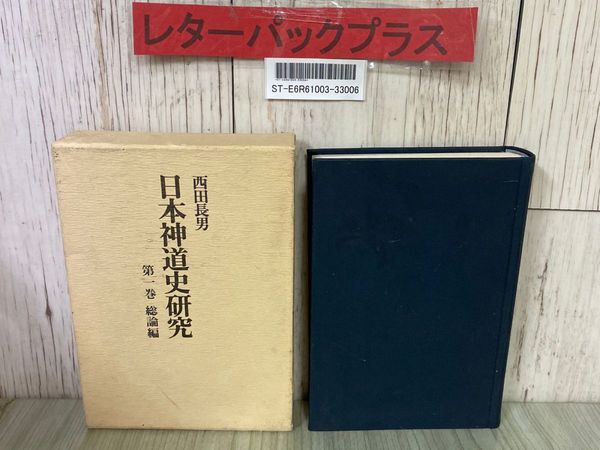 レターパックプラス
ST-E6R61003-33006
西田長男
日本神道史研究
第一巻 総論編